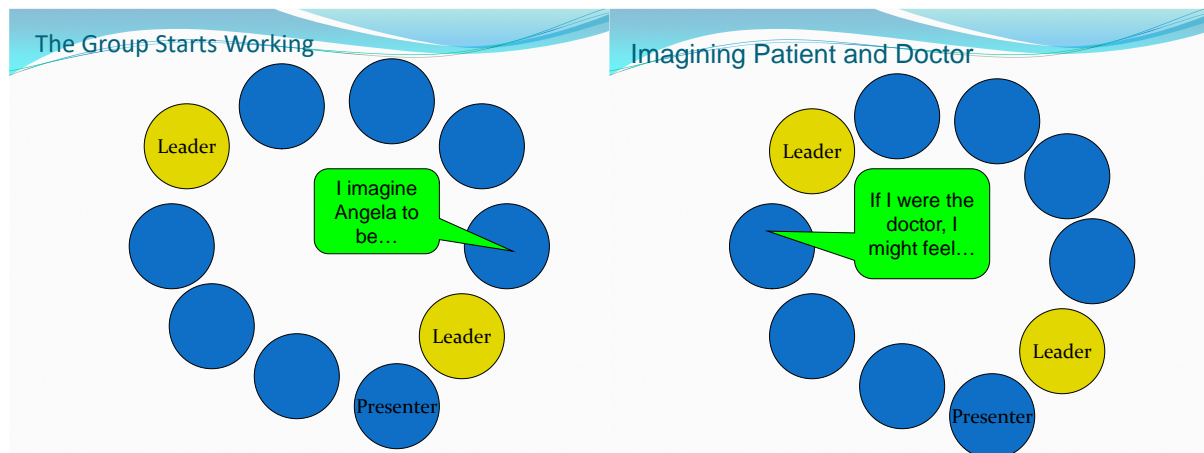 The Group Starts Working
Leader
I imagine
Angela to
be…
Leader
Presenter
Imagining Patient and Doctor
Leader
If I were the
doctor, I
might feel…
Leader
Presenter